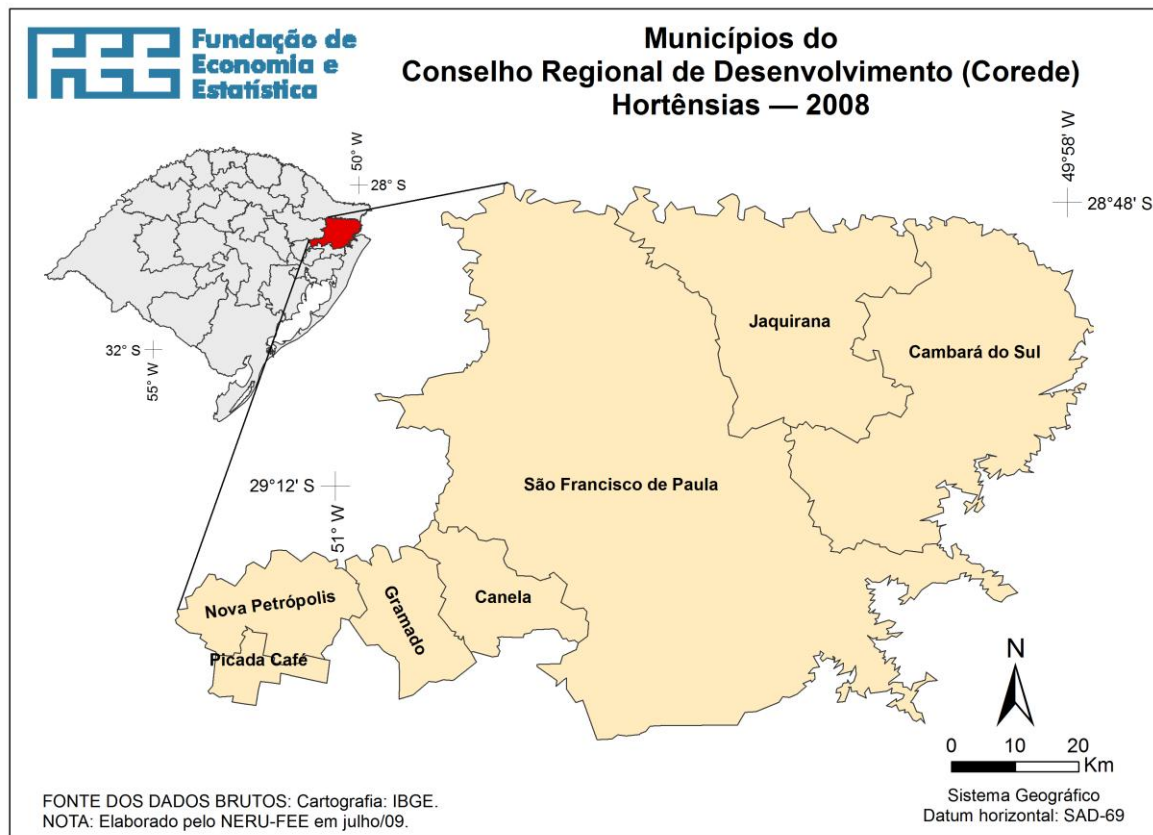 FEE
Fundação de
Economia e
Estatística
Municípios do
Conselho Regional de Desenvolvimento (Corede)
Hortênsias — 2008
50° W
28° S
32° S
55° W
49°58' W
28°48' S
Jaquirana
Cambará do Sul
São Francisco de Paula
29°12' S
51° W
Nova Petrópolis
Gramado
Canela
Picada Café
N
0 10 20
Km
Sistema Geográfico
Datum horizontal: SAD-69
FONTE DOS DADOS BRUTOS: Cartografia: IBGE.
NOTA: Elaborado pelo NERU-FEE em julho/09.